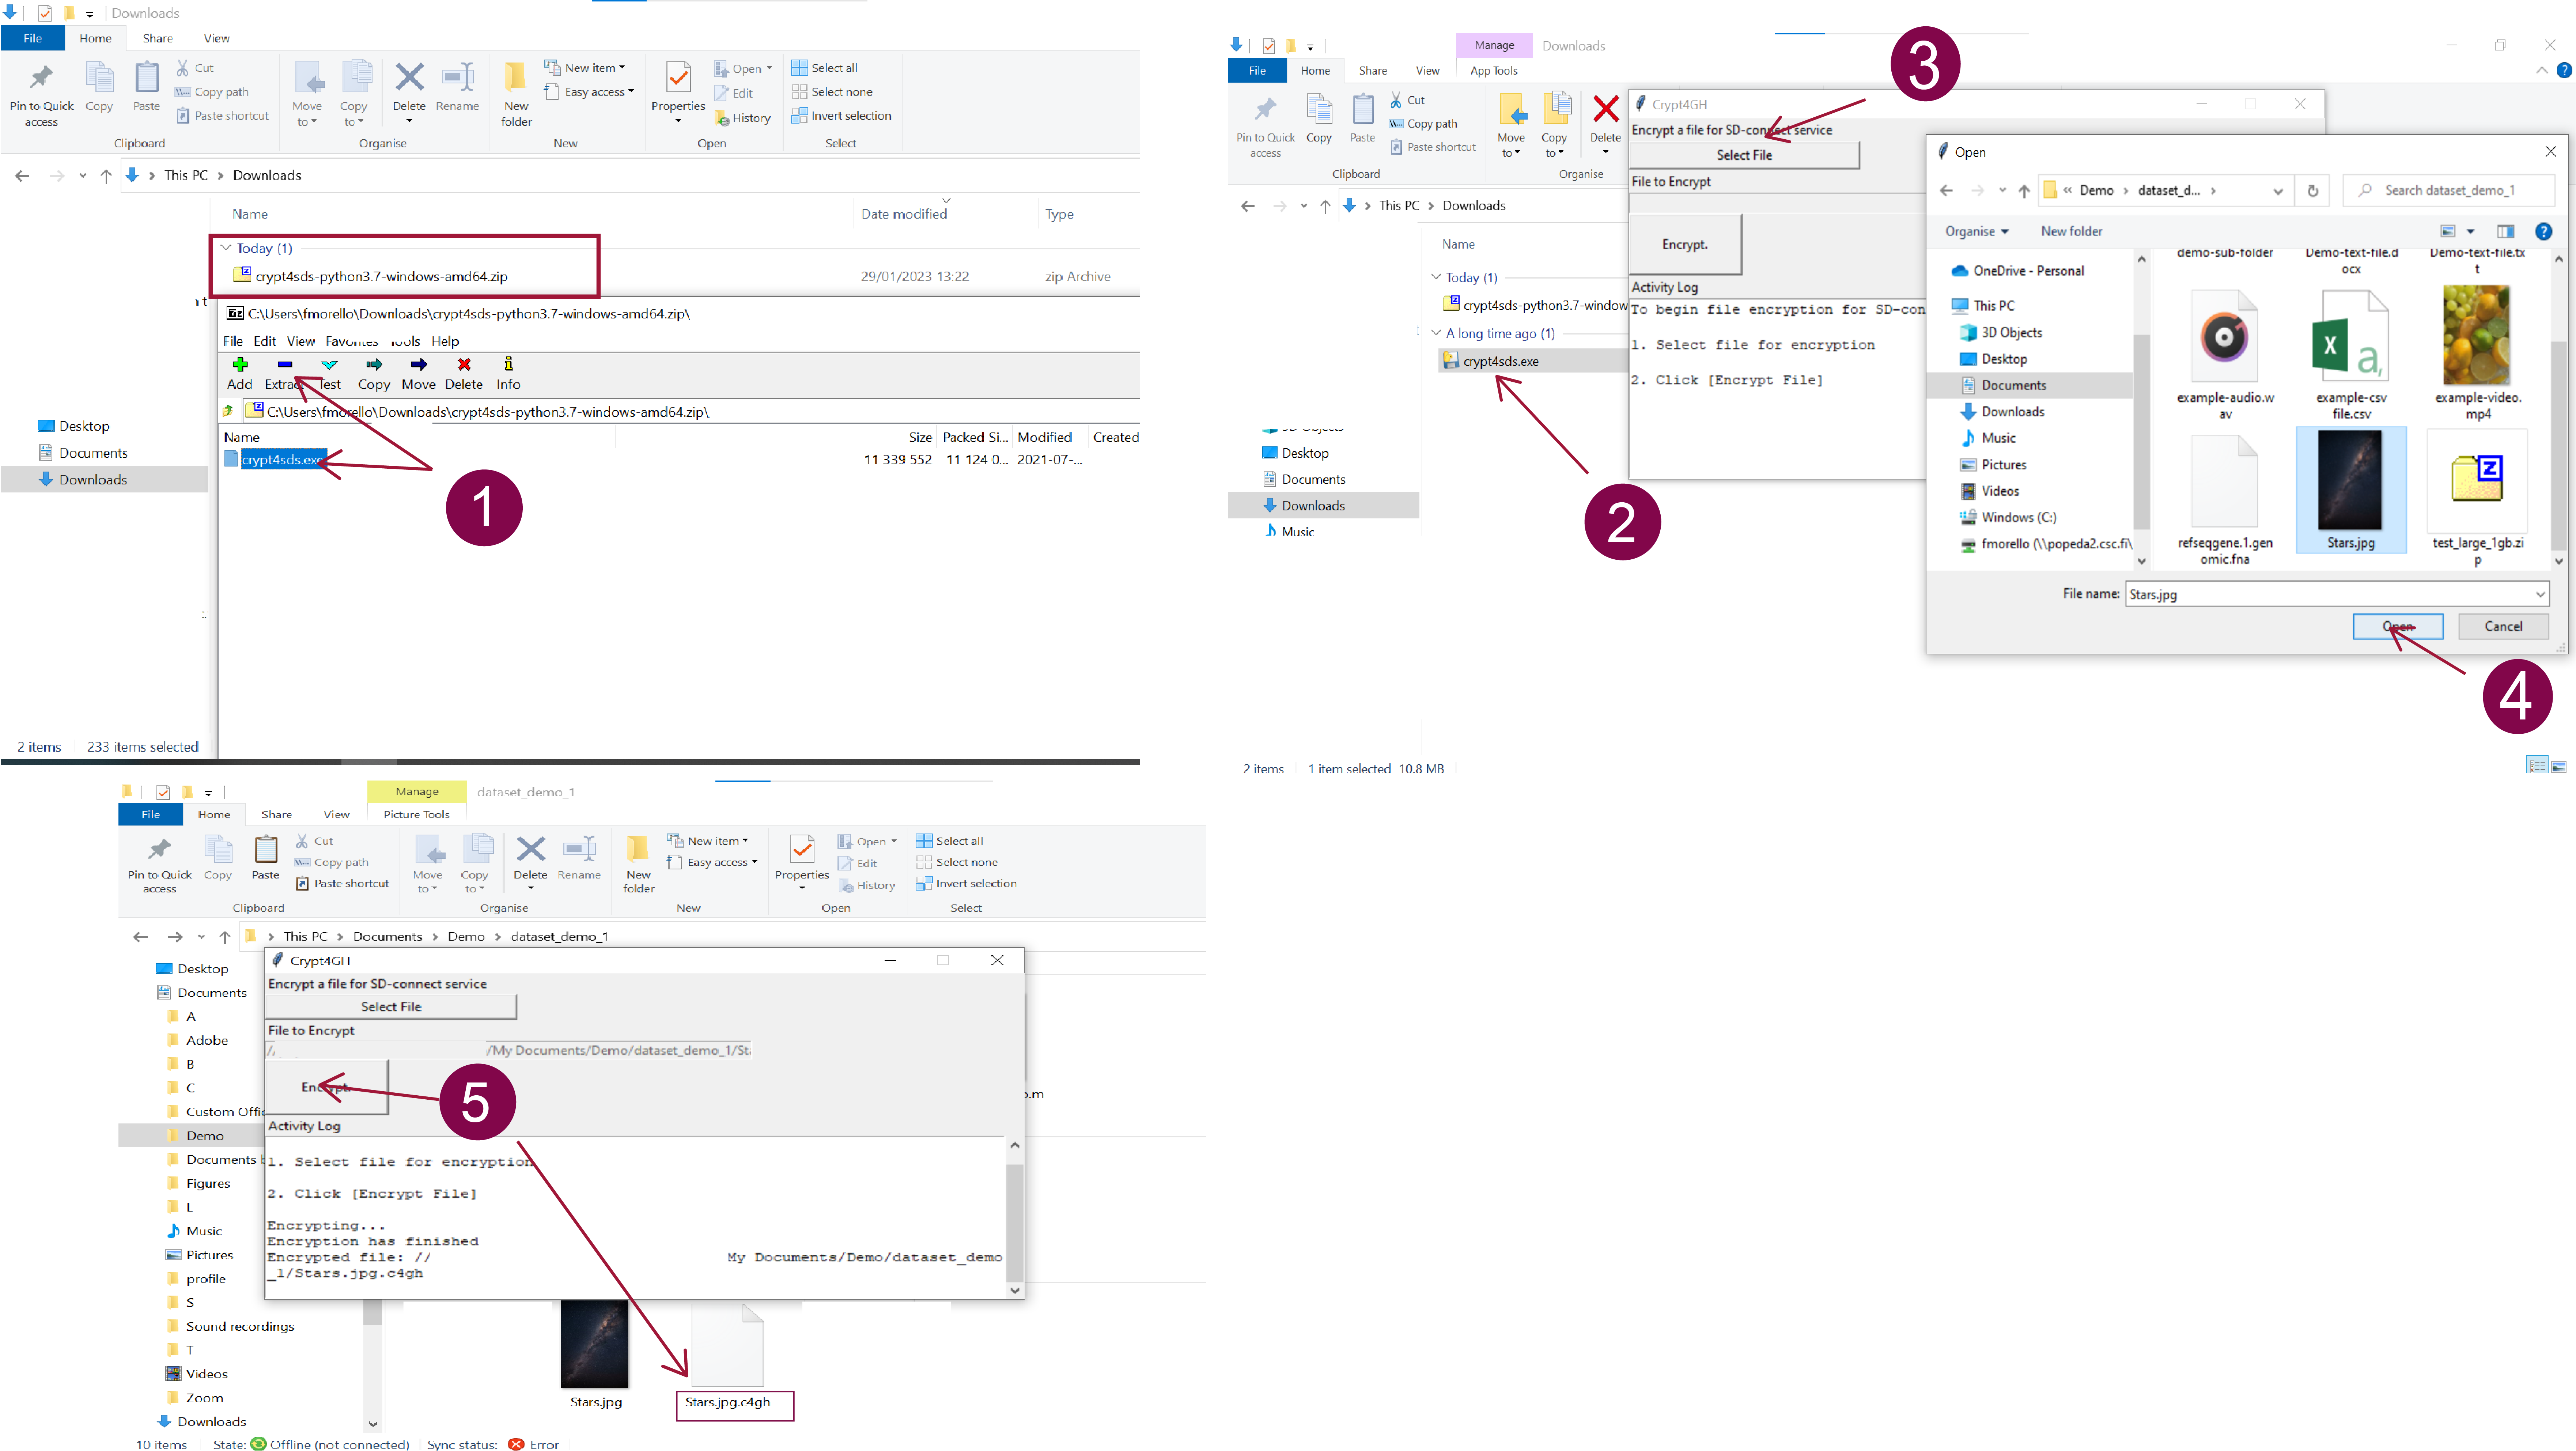 Downloads
File Home Share View
Pin to Quick access Copy Paste Cut Copy path Paste shortcut Move to Copy to Delete Rename New folder New item Easy access Properties Open Edit History Select all Select none Invert selection
Clipboard Organise New Open Select
This PC > Downloads
Name Date modified Type
Today (1)
crypt4sds-python3.7-windows-amd64.zip 29/01/2023 13:22 zip Archive
C:\Users\fmorello\Downloads\crypt4sds-python3.7-windows-amd64.zip\
File Edit View Favorites Tools Help
Add Extract Test Copy Move Delete Info
C:\Users\fmorello\Downloads\crypt4sds-python3.7-windows-amd64.zip\
Name Size Packed Si... Modified Created
crypt4sds.exe 11 339 552 11 124 0... 2021-07-...
Desktop
Documents
Downloads
1
2 items 233 items selected
Manage Downloads
File Home Share View App Tools
Pin to Quick access Copy Paste Cut Copy path Paste shortcut Move to Copy to Delete
Clipboard Organise
This PC > Downloads
Name
Today (1)
crypt4sds-python3.7-window
A long time ago (1)
crypt4sds.exe
Desktop
Documents
Downloads
Music
2
2 items 1 item selected 10.8 MB
3
Crypt4GH
Encrypt a file for SD-connect service
Select File
File to Encrypt
Encrypt.
Activity Log
To begin file encryption for SD-con
1. Select file for encryption
2. Click [Encrypt File]
Open
« Demo > dataset_d... > Search dataset_demo_1
Organise New folder
OneDrive - Personal
This PC
3D Objects
Desktop
Documents
Downloads
Music
Pictures
Videos
Windows (C:)
fmorello (\\popeda2.csc.fi\
demo-sub-folder Demo-text-file.docx Demo-text-file.txt
example-audio.wav example-csv file.csv example-video.mp4
refseqgene.1.genomic.fna Stars.jpg test_large_1gb.zip
File name: Stars.jpg
Open Cancel
4
Manage dataset_demo_1
File Home Share View Picture Tools
Pin to Quick access Copy Paste Cut Copy path Paste shortcut Move to Copy to Delete Rename New folder New item Easy access Properties Open Edit History Select all Select none Invert selection
Clipboard Organise New Open Select
This PC > Documents > Demo > dataset_demo_1
Desktop
Documents
A
Adobe
B
C
Custom Offic
Demo
Documents
Figures
L
Music
Pictures
profile
S
Sound recordings
T
Videos
Zoom
Downloads
Crypt4GH
Encrypt a file for SD-connect service
Select File
File to Encrypt
/My Documents/Demo/dataset_demo_1/Sta
Encrypt.
5
Activity Log
1. Select file for encryption
2. Click [Encrypt File]
Encrypting...
Encryption has finished
Encrypted file: // My Documents/Demo/dataset_demo
_1/Stars.jpg.c4gh
Stars.jpg Stars.jpg.c4gh
10 items State: Offline (not connected) Sync status: Error